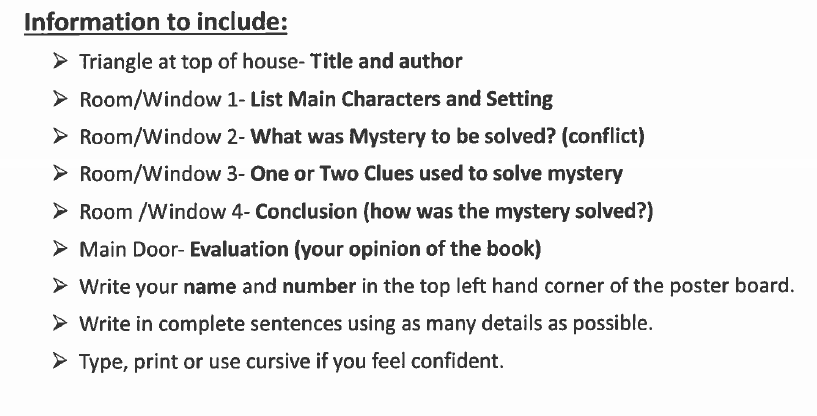 Information to include:
➢ Triangle at top of house- Title and author
➢ Room/Window 1- List Main Characters and Setting
➢ Room/Window 2- What was Mystery to be solved? (conflict)
➢ Room/Window 3- One or Two Clues used to solve mystery
➢ Room /Window 4- Conclusion (how was the mystery solved?)
➢ Main Door- Evaluation (your opinion of the book)
➢ Write your name and number in the top left hand corner of the poster board.
➢ Write in complete sentences using as many details as possible.
➢ Type, print or use cursive if you feel confident.